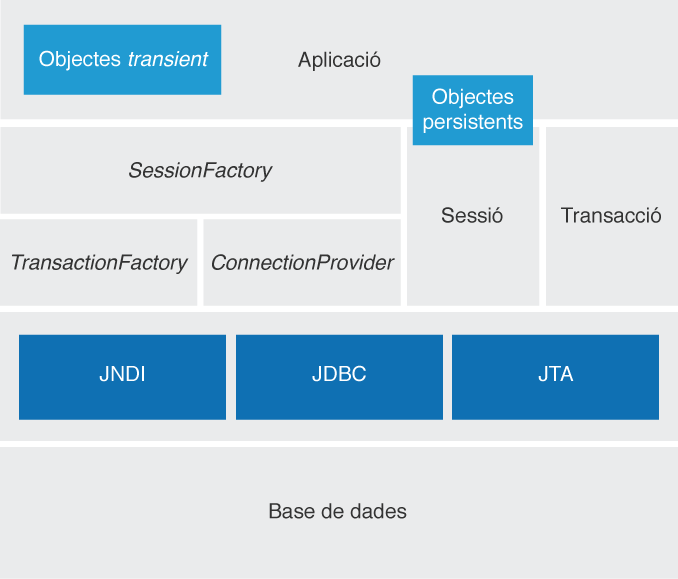 Objectes transient
Aplicació
Objectes
persistents
SessionFactory
Sessió
Transacció
TransactionFactory
ConnectionProvider
JNDI
JDBC
JTA
Base de dades